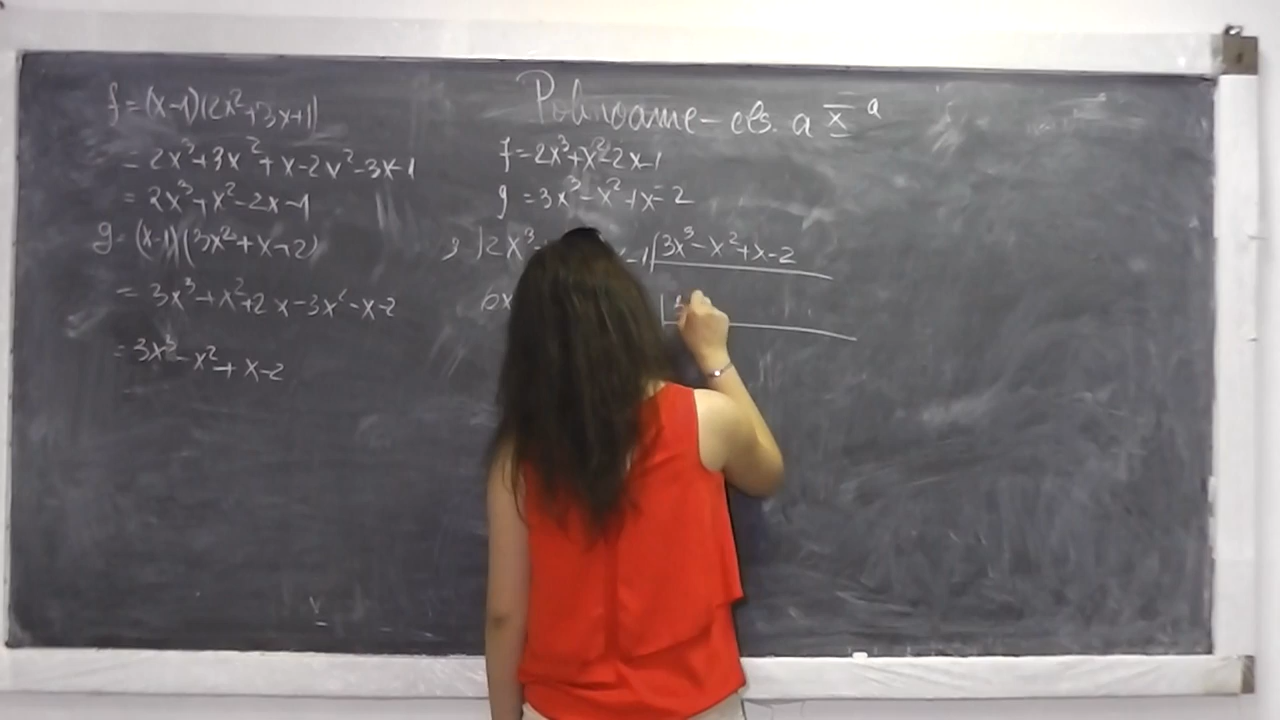 Polinoame - cls. a X a
f = (x-1)(2x²+3x+1)
= 2x³+3x²+x-2x²-3x-1
= 2x³+x²-2x-1
g = (x-1)(3x²+x+2)
= 3x³+x²+2x-3x²-x-2
= 3x³-x²+x-2
f = 2x³+x²-2x-1
g = 3x³-x²+x-2
3 | 2x³ -1 | 3x³-x²+x-2
6x